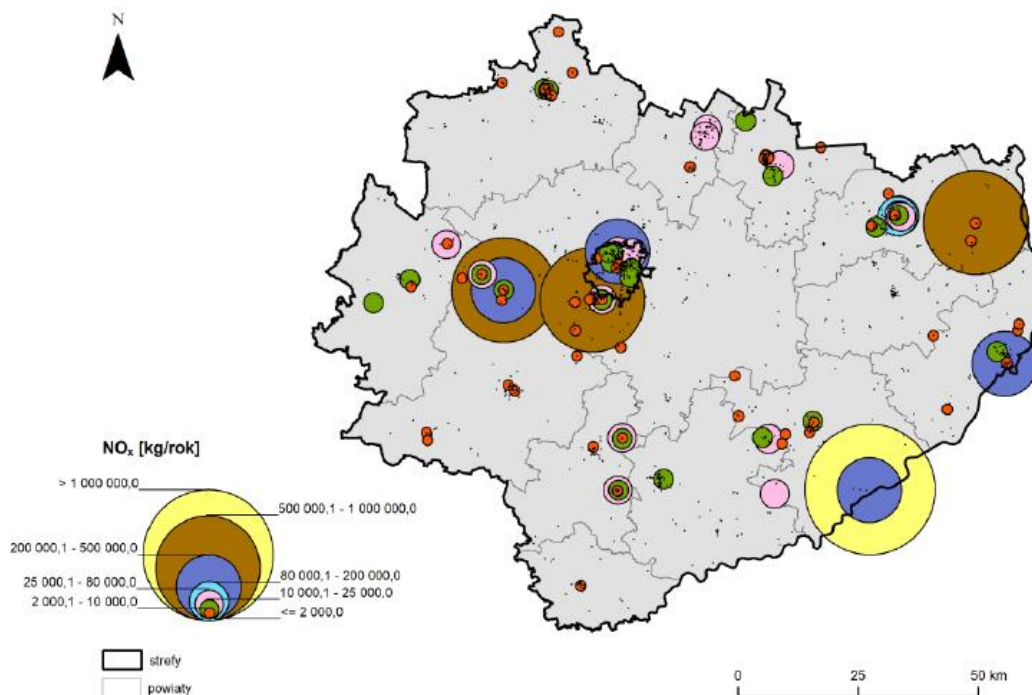 N
NOₓ [kg/rok]
> 1 000 000,0
500 000,1 - 1 000 000,0
200 000,1 - 500 000,0
80 000,1 - 200 000,0
25 000,1 - 80 000,0
10 000,1 - 25 000,0
2 000,1 - 10 000,0
<= 2 000,0
strefy
powiaty
0 25 50 km